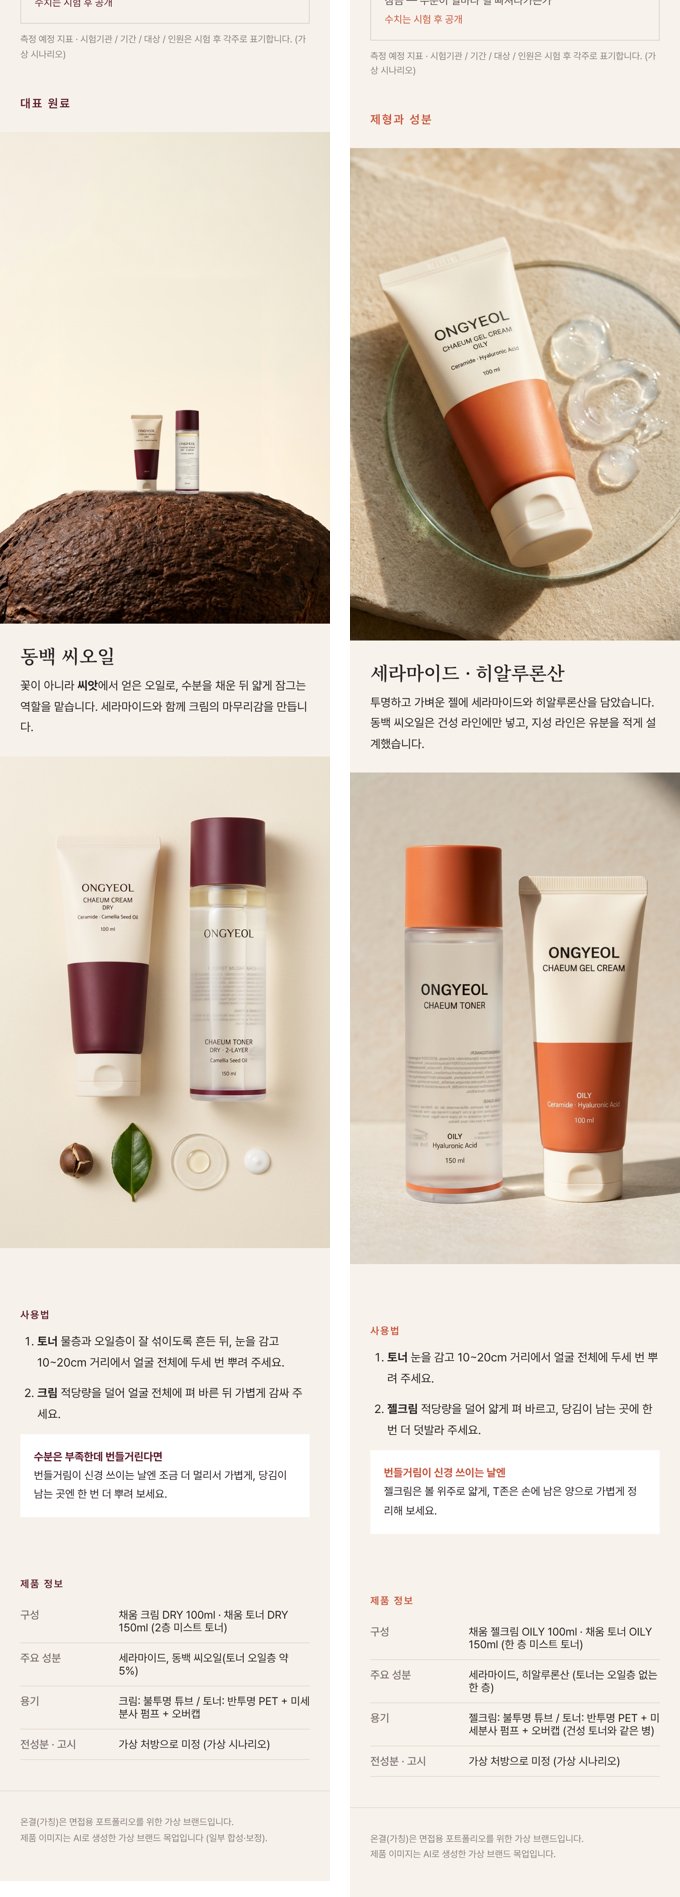 수치는 시험 후 공개
측정 예정 지표 · 시험기관 / 기간 / 대상 / 인원은 시험 후 각주로 표기합니다. (가
상 시나리오)
대표 원료
동백 씨오일
꽃이 아니라 씨앗에서 얻은 오일로, 수분을 채운 뒤 얇게 잠그는
역할을 맡습니다. 세라마이드와 함께 크림의 마무리감을 만듭니
다.
ONGYEOL
CHAEUM CREAM
DRY
Ceramide · Camellia Seed Oil
100 ml
ONGYEOL
CHAEUM TONER
DRY · 2-LAYER
Camellia Seed Oil
150 ml
사용법
1. 토너 물층과 오일층이 잘 섞이도록 흔든 뒤, 눈을 감고
10~20cm 거리에서 얼굴 전체에 두세 번 뿌려 주세요.
2. 크림 적당량을 덜어 얼굴 전체에 펴 바른 뒤 가볍게 감싸 주
세요.
수분은 부족한데 번들거린다면
번들거림이 신경 쓰이는 날엔 조금 더 멀리서 가볍게, 당김이
남는 곳엔 한 번 더 뿌려 보세요.
제품 정보
구성
채움 크림 DRY 100ml · 채움 토너 DRY
150ml (2층 미스트 토너)
주요 성분
세라마이드, 동백 씨오일(토너 오일층 약
5%)
용기
크림: 불투명 튜브 / 토너: 반투명 PET + 미세
분사 펌프 + 오버캡
전성분 · 고시
가상 처방으로 미정 (가상 시나리오)
온결(가칭)은 면접용 포트폴리오를 위한 가상 브랜드입니다.
제품 이미지는 AI로 생성한 가상 브랜드 목업입니다 (일부 합성·보정).
수치는 시험 후 공개
측정 예정 지표 · 시험기관 / 기간 / 대상 / 인원은 시험 후 각주로 표기합니다. (가
상 시나리오)
제형과 성분
ONGYEOL
CHAEUM GEL CREAM
OILY
Ceramide · Hyaluronic Acid
100 ml
세라마이드 · 히알루론산
투명하고 가벼운 젤에 세라마이드와 히알루론산을 담았습니다.
동백 씨오일은 건성 라인에만 넣고, 지성 라인은 유분을 적게 설
계했습니다.
ONGYEOL
CHAEUM TONER
OILY
Hyaluronic Acid
150 ml
ONGYEOL
CHAEUM GEL CREAM
OILY
Ceramide · Hyaluronic Acid
100 ml
사용법
1. 토너 눈을 감고 10~20cm 거리에서 얼굴 전체에 두세 번 뿌
려 주세요.
2. 젤크림 적당량을 덜어 얇게 펴 바르고, 당김이 남는 곳에 한
번 더 덧발라 주세요.
번들거림이 신경 쓰이는 날엔
젤크림은 볼 위주로 얇게, T존은 손에 남은 양으로 가볍게 정
리해 보세요.
제품 정보
구성
채움 젤크림 OILY 100ml · 채움 토너 OILY
150ml (한 층 미스트 토너)
주요 성분
세라마이드, 히알루론산 (토너는 오일층 없는
한 층)
용기
젤크림: 불투명 튜브 / 토너: 반투명 PET + 미
세분사 펌프 + 오버캡 (건성 토너와 같은 병)
전성분 · 고시
가상 처방으로 미정 (가상 시나리오)
온결(가칭)은 면접용 포트폴리오를 위한 가상 브랜드입니다.
제품 이미지는 AI로 생성한 가상 브랜드 목업입니다.